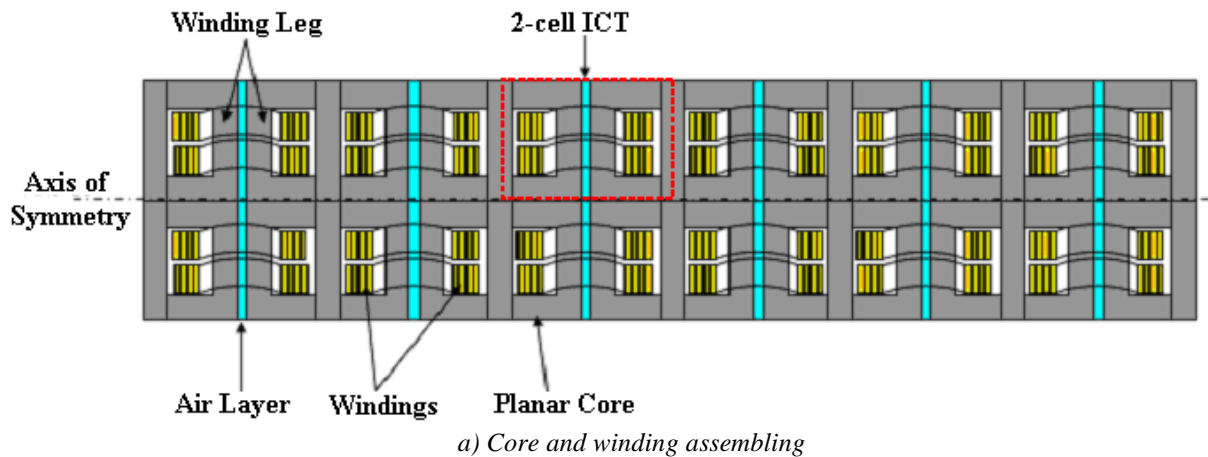 Winding Leg
2-cell ICT
Axis of
Symmetry
Air Layer
Windings
Planar Core
a) Core and winding assembling